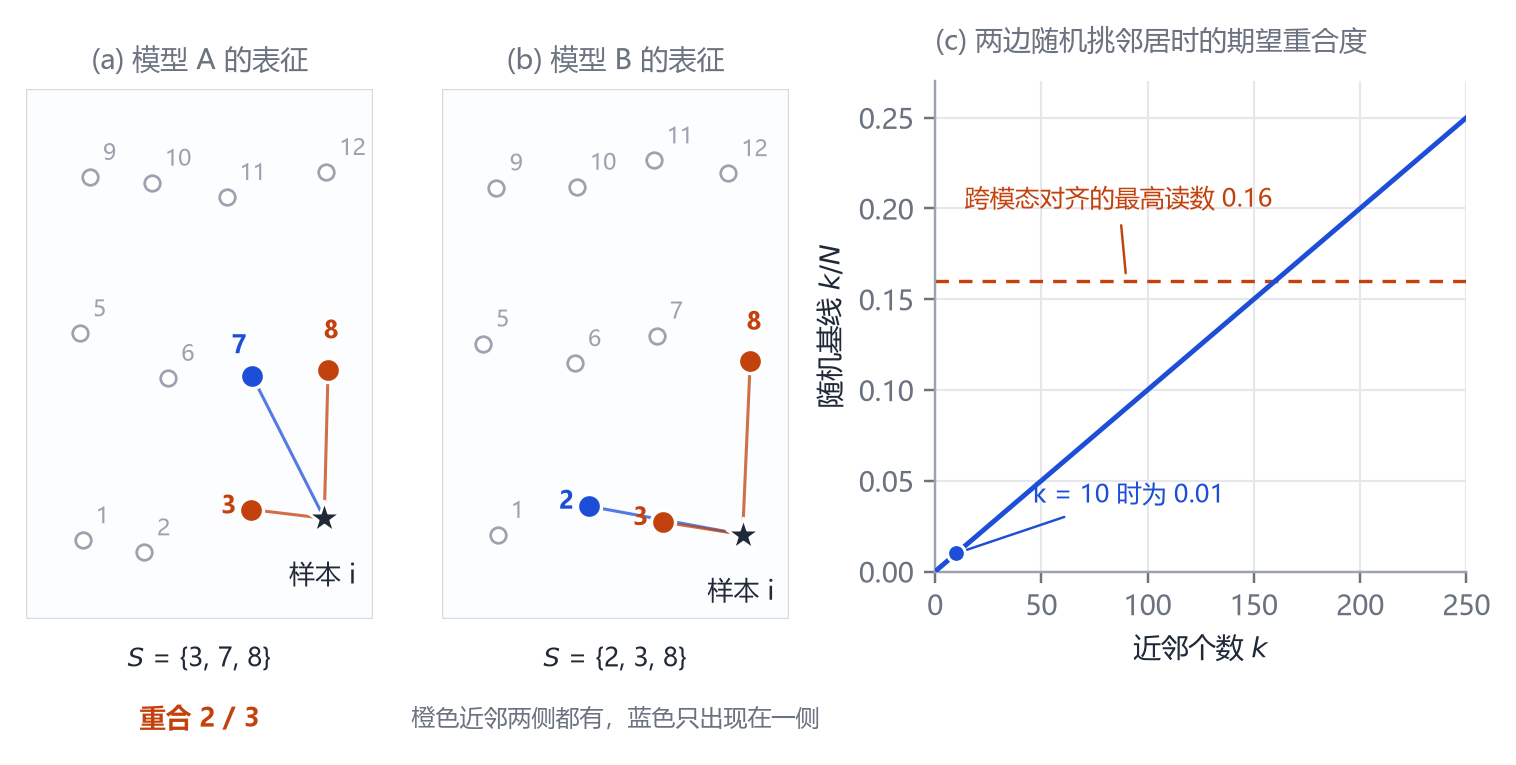 (a) 模型 A 的表征
9
10
11
12
5
6
7
8
3
1
2
样本 i
S = {3, 7, 8}
重合 2 / 3
(b) 模型 B 的表征
9
10
11
12
5
6
7
8
2
3
1
样本 i
S = {2, 3, 8}
橙色近邻两侧都有，蓝色只出现在一侧
(c) 两边随机挑邻居时的期望重合度
随机基线 k/N
0.25
0.20
0.15
0.10
0.05
0.00
跨模态对齐的最高读数 0.16
k = 10 时为 0.01
0
50
100
150
200
250
近邻个数 k